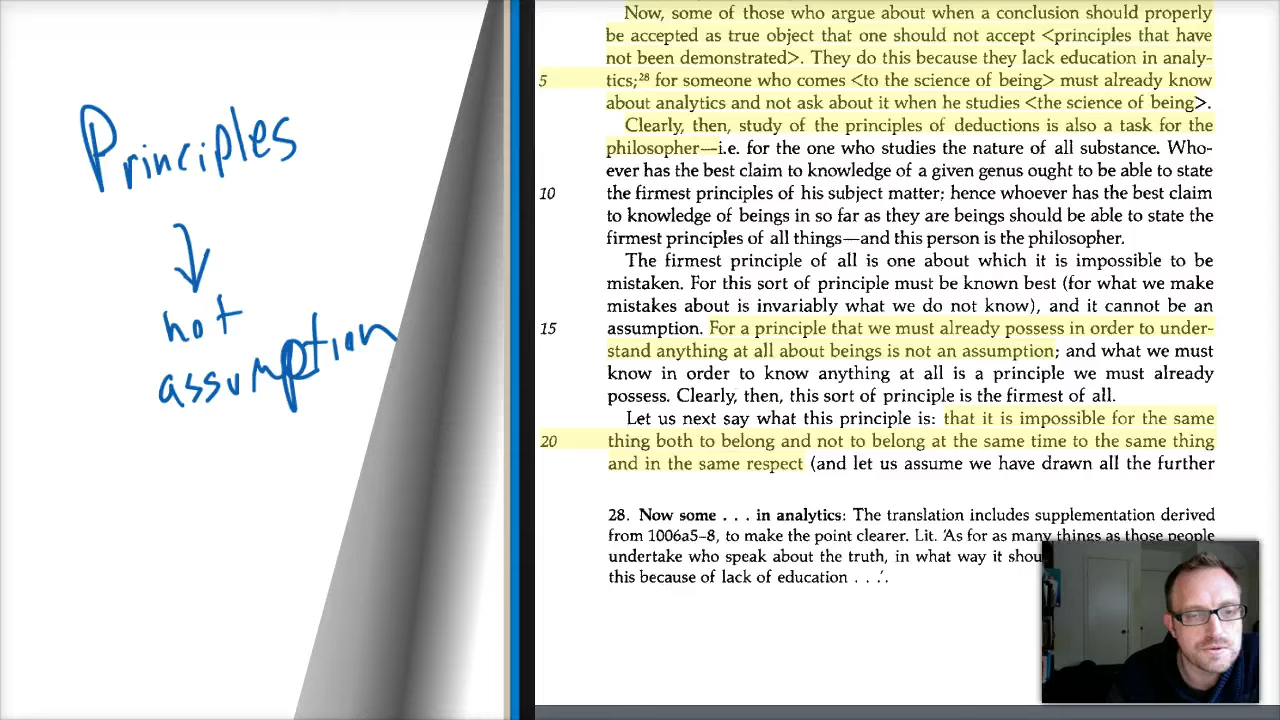 Principles
↓
not
assumption
Now, some of those who argue about when a conclusion should properly
be accepted as true object that one should not accept <principles that have
not been demonstrated>. They do this because they lack education in analy-
5 tics;²⁸ for someone who comes <to the science of being> must already know
about analytics and not ask about it when he studies <the science of being>.
Clearly, then, study of the principles of deductions is also a task for the
philosopher—i.e. for the one who studies the nature of all substance. Who-
ever has the best claim to knowledge of a given genus ought to be able to state
10 the firmest principles of his subject matter; hence whoever has the best claim
to knowledge of beings in so far as they are beings should be able to state the
firmest principles of all things—and this person is the philosopher.
The firmest principle of all is one about which it is impossible to be
mistaken. For this sort of principle must be known best (for what we make
mistakes about is invariably what we do not know), and it cannot be an
15 assumption. For a principle that we must already possess in order to under-
stand anything at all about beings is not an assumption; and what we must
know in order to know anything at all is a principle we must already
possess. Clearly, then, this sort of principle is the firmest of all.
Let us next say what this principle is: that it is impossible for the same
20 thing both to belong and not to belong at the same time to the same thing
and in the same respect (and let us assume we have drawn all the further
28. Now some . . . in analytics: The translation includes supplementation derived
from 1006a5–8, to make the point clearer. Lit. 'As for as many things as those people
undertake who speak about the truth, in what way it
this because of lack of education . . .'.